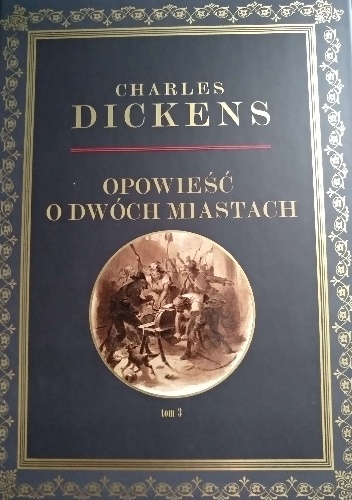 CHARLES
DICKENS
OPOWIEŚĆ
O DWÓCH MIASTACH
tom 3